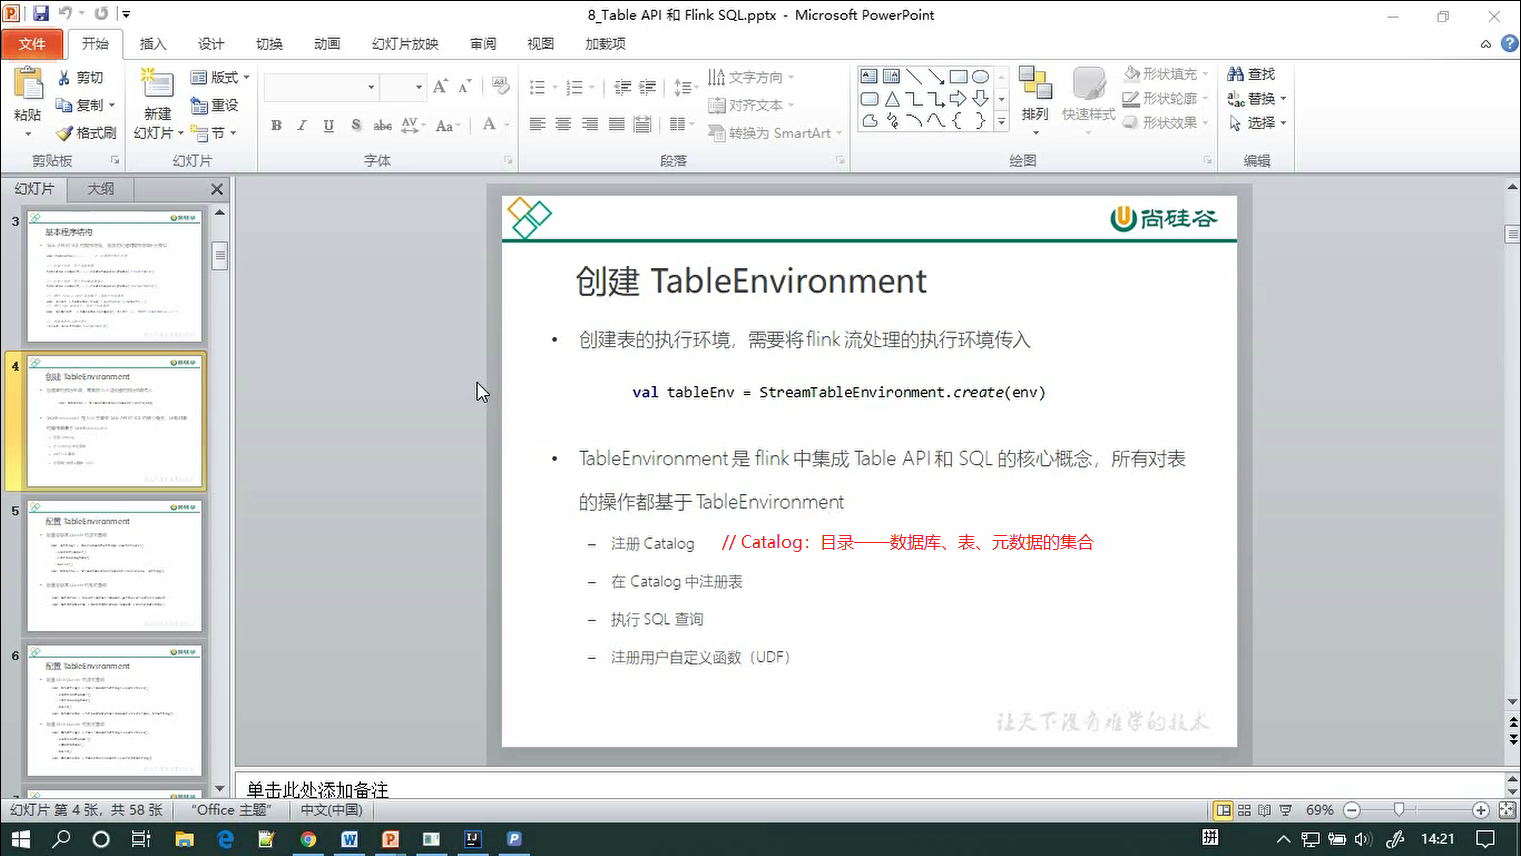 8_Table API 和 Flink SQL.pptx - Microsoft PowerPoint
文件 开始 插入 设计 切换 动画 幻灯片放映 审阅 视图 加载项
粘贴 剪切 复制 格式刷 剪贴板
新建 幻灯片 版式 重设 节 幻灯片
B I U S abc AV Aa A 字体
文字方向 对齐文本 转换为 SmartArt 段落
排列 快速样式 形状填充 形状轮廓 形状效果 绘图
查找 替换 选择 编辑
幻灯片 大纲
3 基本程序结构
4 创建 TableEnvironment
5 配置 TableEnvironment
6 配置 TableEnvironment
尚硅谷
创建 TableEnvironment
• 创建表的执行环境，需要将 flink 流处理的执行环境传入
val tableEnv = StreamTableEnvironment.create(env)
• TableEnvironment 是 flink 中集成 Table API 和 SQL 的核心概念，所有对表
的操作都基于 TableEnvironment
– 注册 Catalog // Catalog：目录——数据库、表、元数据的集合
– 在 Catalog 中注册表
– 执行 SQL 查询
– 注册用户自定义函数（UDF）
让天下没有难学的技术
单击此处添加备注
幻灯片 第 4 张，共 58 张 “Office 主题” 中文(中国) 69%
拼 14:21